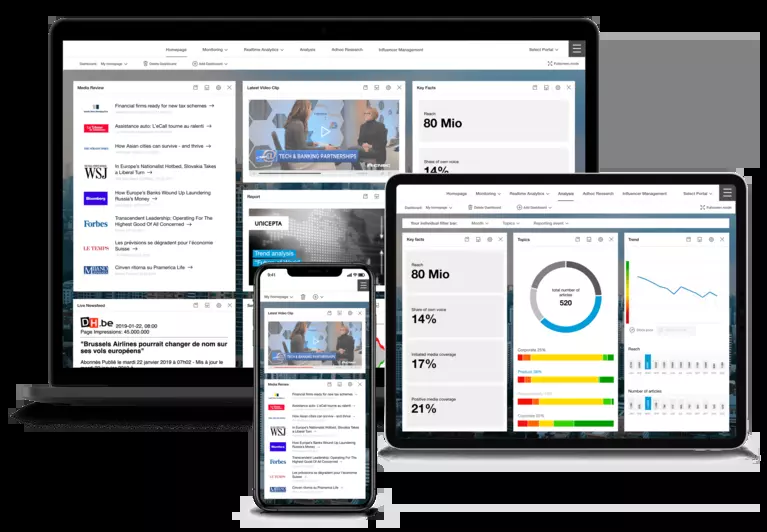 Homepage Monitoring Realtime Analytics Analysis Adhoc Research Influencer Management Select Portal
Dashboard: My homepage Delete Dashboard Add Dashboard Fullscreen mode
Media Review
Financial firms ready for new tax schemes →
Assistance auto: L'eCall tourne au ralenti →
How Asian cities can survive - and thrive →
WSJ
In Europe's Nationalist Hotbed, Slovakia Takes
a Liberal Turn →
Bloomberg
How Europe's Banks Wound Up Laundering
Russia's Money →
Forbes
Transcendent Leadership: Operating For The
Highest Good Of All Concerned →
LE TEMPS
Les prévisions se dégradent pour l'économie
Suisse →
Cinven ritorna su Pramerica Life →
Live Newsfeed
DH.be 2019-01-22, 08:00
Page impressions: 45.000.000
"Brussels Airlines pourrait changer de nom sur
ses vols européens"
Abonnés Publié le mardi 22 janvier 2019 à 07h02 - Mis à jour le
Latest Video Clip
TECH & BANKING PARTNERSHIPS
Report
UNICEPTA
Trend analysis
Key Facts
Reach
80 Mio
Share of own voice
14%
Homepage Monitoring Realtime Analytics Analysis Adhoc Research Influencer Management Select Portal
Dashboard: My homepage Delete Dashboard Add Dashboard Fullscreen mode
Your individual filter bar: Month Topics Reporting event
Key facts
Reach
80 Mio
Share of own voice
14%
Initiated media coverage
17%
Positive media coverage
21%
Topics
total number of
articles
520
Corporate 25%
Product 38%
Trend
Reach
Number of articles
9:41
My homepage
Latest Video Clip
TECH & BANKING PARTNERSHIPS
Media Review
Financial firms ready for new tax schemes →
Assistance auto: L'eCall tourne au ralenti →
How Asian cities can survive - and thrive →
WSJ
In Europe's Nationalist Hotbed, Slovakia
Takes a Liberal Turn →
Bloomberg
How Europe's Banks Wound Up Laundering
Russia's Money →
Forbes
Transcendent Leadership: Operating For The
Highest Good Of All Concerned →
LE TEMPS
Les prévisions se dégradent pour l'économie
Suisse →
Cinven ritorna su Pramerica Life →